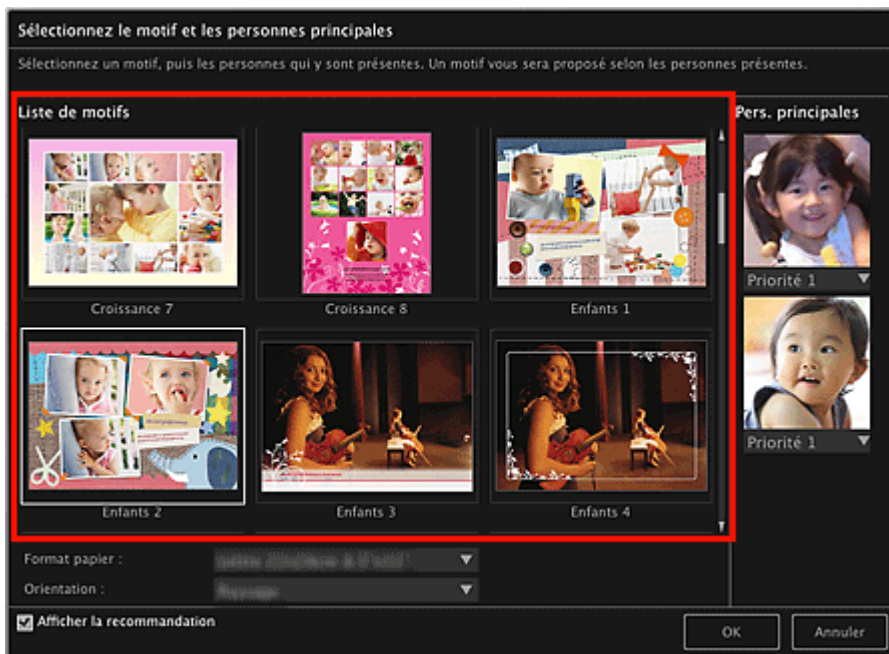 Sélectionnez le motif et les personnes principales
Sélectionnez un motif, puis les personnes qui y sont présentes. Un motif vous sera proposé selon les personnes présentes.
Liste de motifs
Pers. principales
Croissance 7
Croissance 8
Enfants 1
Priorité 1
Enfants 2
Enfants 3
Enfants 4
Priorité 1
Format papier :
Orientation :
Afficher la recommandation
OK
Annuler